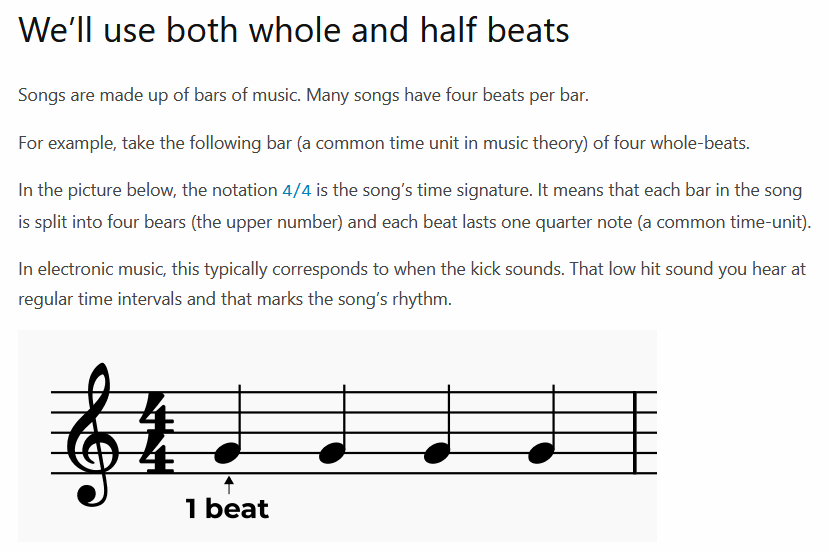 We’ll use both whole and half beats
Songs are made up of bars of music. Many songs have four beats per bar.
For example, take the following bar (a common time unit in music theory) of four whole-beats.
In the picture below, the notation 4/4 is the song’s time signature. It means that each bar in the song
is split into four bears (the upper number) and each beat lasts one quarter note (a common time-unit).
In electronic music, this typically corresponds to when the kick sounds. That low hit sound you hear at
regular time intervals and that marks the song’s rhythm.
4
4
1 beat